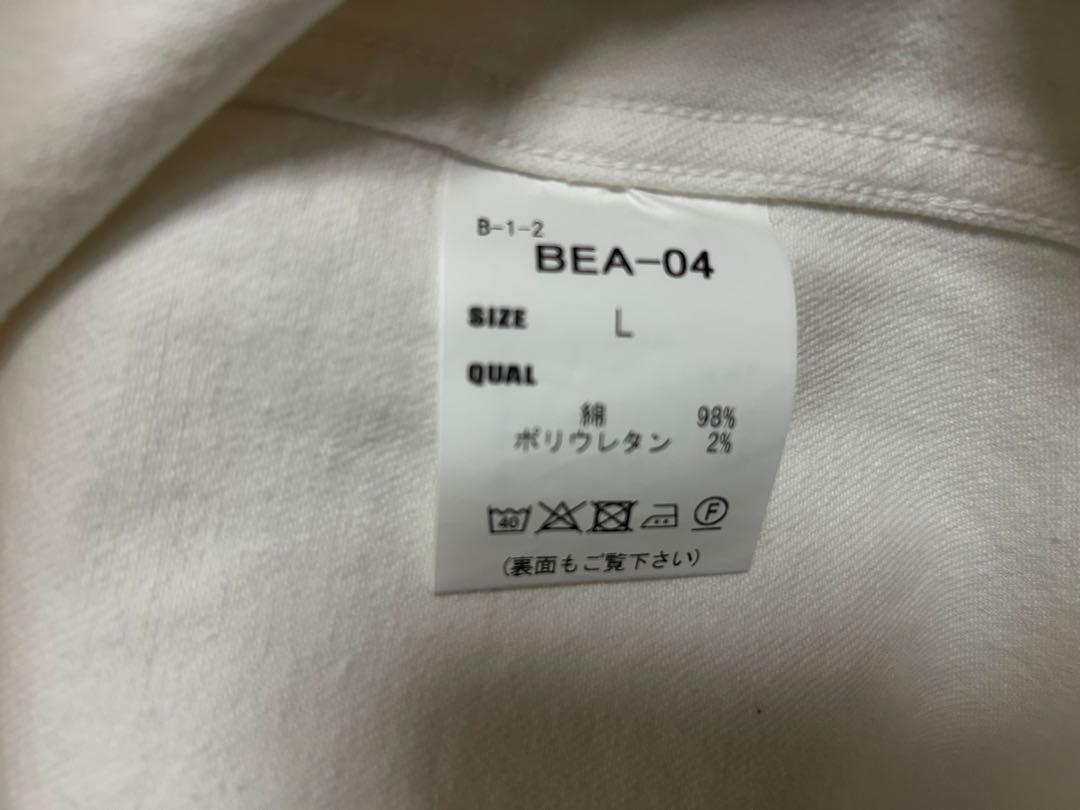 B-1-2
BEA-04
SIZE L
QUAL
綿 98%
ポリウレタン 2%
40 F
(裏面もご覧下さい)